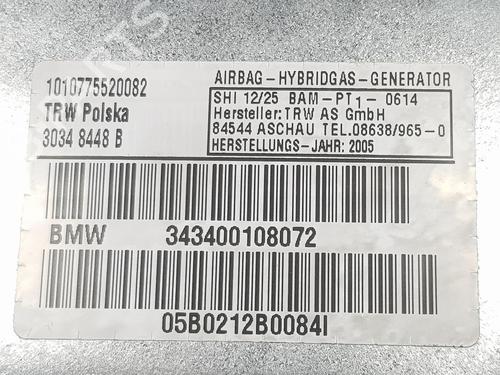 1010775520082
TRW Polska
3034 8448 B
AIRBAG-HYBRIDGAS-GENERATOR
SHI 12/25 BAM-PT1-0614
Hersteller: TRW AS GmbH
84544 ASCHAU TEL.08638/965-0
HERSTELLUNGS-JAHR: 2005
BMW 343400108072
05B0212B0084I